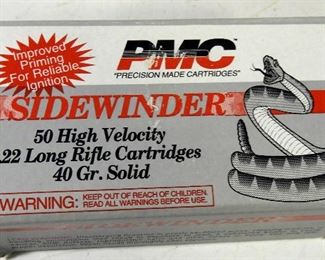 Improved
Priming
For Reliable
Ignition
PMC
"PRECISION MADE CARTRIDGES"
SIDEWINDER
50 High Velocity
.22 Long Rifle Cartridges
40 Gr. Solid
WARNING: KEEP OUT OF REACH OF CHILDREN.
READ ALL WARNINGS BEFORE USE.